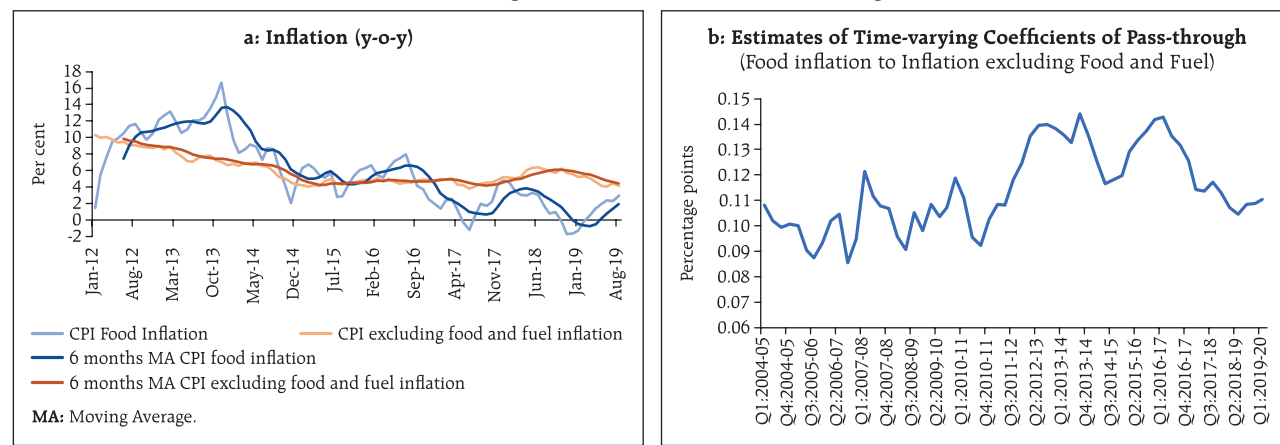 a: Inflation (y-o-y)
Per cent
18
16
14
12
10
8
6
4
2
0
-2
Jan-12
Aug-12
Mar-13
Oct-13
May-14
Dec-14
Jul-15
Feb-16
Sep-16
Apr-17
Nov-17
Jun-18
Jan-19
Aug-19
CPI Food Inflation
CPI excluding food and fuel inflation
6 months MA CPI food inflation
6 months MA CPI excluding food and fuel inflation
MA: Moving Average.
b: Estimates of Time-varying Coefficients of Pass-through
(Food inflation to Inflation excluding Food and Fuel)
Percentage points
0.15
0.14
0.13
0.12
0.11
0.10
0.09
0.08
0.07
0.06
Q1:2004-05
Q4:2004-05
Q3:2005-06
Q2:2006-07
Q1:2007-08
Q4:2007-08
Q3:2008-09
Q2:2009-10
Q1:2010-11
Q4:2010-11
Q3:2011-12
Q2:2012-13
Q1:2013-14
Q4:2013-14
Q3:2014-15
Q2:2015-16
Q1:2016-17
Q4:2016-17
Q3:2017-18
Q2:2018-19
Q1:2019-20